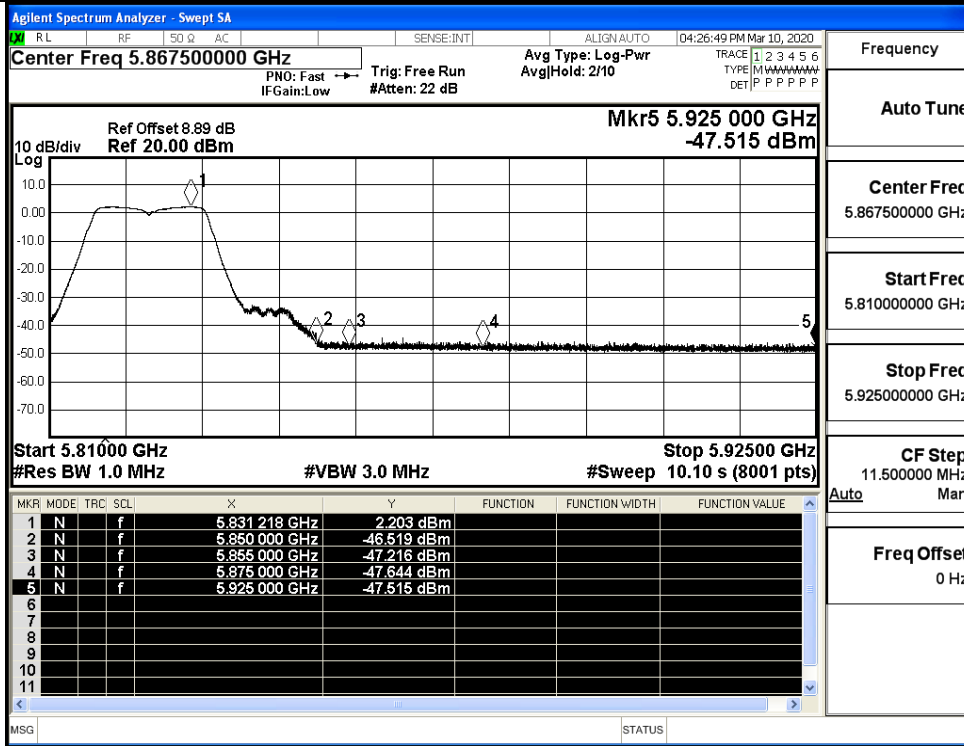 Agilent Spectrum Analyzer - Swept SA
LXI RL RF 50 Ω AC SENSE:INT ALIGN AUTO 04:26:49 PM Mar 10, 2020
Center Freq 5.867500000 GHz
PNO: Fast
IFGain:Low
Trig: Free Run
#Atten: 22 dB
Avg Type: Log-Pwr
Avg|Hold: 2/10
TRACE 1 2 3 4 5 6
TYPE M W W W W W
DET P P P P P P
Mkr5 5.925 000 GHz
-47.515 dBm
Ref Offset 8.89 dB
10 dB/div Ref 20.00 dBm
Log
10.0
0.00
-10.0
-20.0
-30.0
-40.0
-50.0
-60.0
-70.0
1
2
3
4
5
Start 5.81000 GHz Stop 5.92500 GHz
#Res BW 1.0 MHz #VBW 3.0 MHz #Sweep 10.10 s (8001 pts)
MKR MODE TRC SCL X Y FUNCTION FUNCTION WIDTH FUNCTION VALUE
1 N f 5.831 218 GHz 2.203 dBm
2 N f 5.850 000 GHz -46.519 dBm
3 N f 5.855 000 GHz -47.216 dBm
4 N f 5.875 000 GHz -47.644 dBm
5 N f 5.925 000 GHz -47.515 dBm
6
7
8
9
10
11
MSG STATUS
Frequency
Auto Tune
Center Freq
5.867500000 GHz
Start Freq
5.810000000 GHz
Stop Freq
5.925000000 GHz
CF Step
11.500000 MHz
Auto Man
Freq Offset
0 Hz